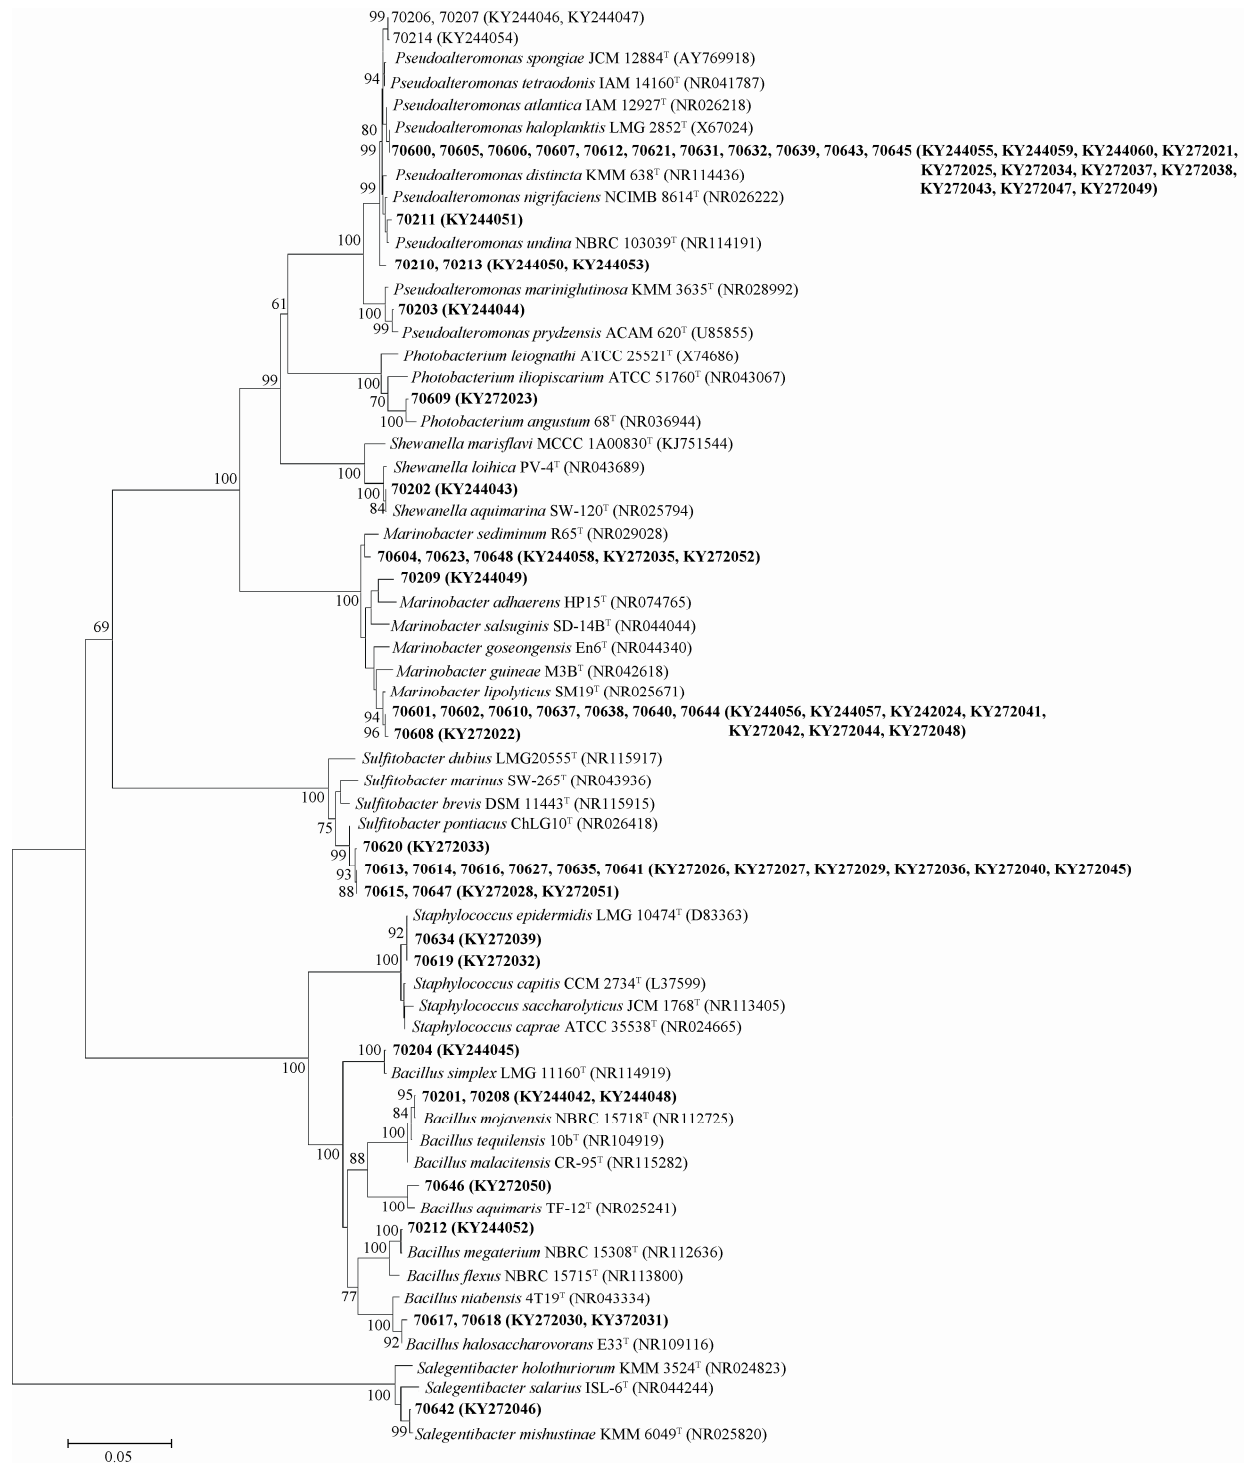 99 70206, 70207 (KY244046, KY244047)
70214 (KY244054)
Pseudoalteromonas spongiae JCM 12884T (AY769918)
94 Pseudoalteromonas tetraodonis IAM 14160T (NR041787)
Pseudoalteromonas atlantica IAM 12927T (NR026218)
80 Pseudoalteromonas haloplanktis LMG 2852T (X67024)
99 70600, 70605, 70606, 70607, 70612, 70621, 70631, 70632, 70639, 70643, 70645 (KY244055, KY244059, KY244060, KY272021,
Pseudoalteromonas distincta KMM 638T (NR114436) KY272025, KY272034, KY272037, KY272038,
99 Pseudoalteromonas nigrifaciens NCIMB 8614T (NR026222) KY272043, KY272047, KY272049)
70211 (KY244051)
100 Pseudoalteromonas undina NBRC 103039T (NR114191)
70210, 70213 (KY244050, KY244053)
Pseudoalteromonas mariniglutinosa KMM 3635T (NR028992)
61 100 70203 (KY244044)
99 Pseudoalteromonas prydzensis ACAM 620T (U85855)
Photobacterium leiognathi ATCC 25521T (X74686)
99 100 Photobacterium iliopiscarium ATCC 51760T (NR043067)
70 70609 (KY272023)
100 Photobacterium angustum 68T (NR036944)
Shewanella marisflavi MCCC 1A00830T (KJ751544)
100 100 Shewanella loihica PV-4T (NR043689)
100 70202 (KY244043)
84 Shewanella aquimarina SW-120T (NR025794)
Marinobacter sediminum R65T (NR029028)
70604, 70623, 70648 (KY244058, KY272035, KY272052)
70209 (KY244049)
100 Marinobacter adhaerens HP15T (NR074765)
69 Marinobacter salsuginis SD-14BT (NR044044)
Marinobacter goseongensis En6T (NR044340)
Marinobacter guineae M3BT (NR042618)
Marinobacter lipolyticus SM19T (NR025671)
94 70601, 70602, 70610, 70637, 70638, 70640, 70644 (KY244056, KY244057, KY242024, KY272041,
96 70608 (KY272022) KY272042, KY272044, KY272048)
Sulfitobacter dubius LMG20555T (NR115917)
Sulfitobacter marinus SW-265T (NR043936)
100 Sulfitobacter brevis DSM 11443T (NR115915)
75 Sulfitobacter pontiacus ChLG10T (NR026418)
99 70620 (KY272033)
93 70613, 70614, 70616, 70627, 70635, 70641 (KY272026, KY272027, KY272029, KY272036, KY272040, KY272045)
88 70615, 70647 (KY272028, KY272051)
Staphylococcus epidermidis LMG 10474T (D83363)
92 70634 (KY272039)
100 70619 (KY272032)
Staphylococcus capitis CCM 2734T (L37599)
Staphylococcus saccharolyticus JCM 1768T (NR113405)
Staphylococcus caprae ATCC 35538T (NR024665)
100 100 70204 (KY244045)
Bacillus simplex LMG 11160T (NR114919)
95 70201, 70208 (KY244042, KY244048)
84 Bacillus mojavensis NBRC 15718T (NR112725)
100 Bacillus tequilensis 10bT (NR104919)
100 88 Bacillus malacitensis CR-95T (NR115282)
70646 (KY272050)
100 Bacillus aquimaris TF-12T (NR025241)
100 70212 (KY244052)
100 Bacillus megaterium NBRC 15308T (NR112636)
Bacillus flexus NBRC 15715T (NR113800)
77 Bacillus niabensis 4T19T (NR043334)
100 70617, 70618 (KY272030, KY372031)
92 Bacillus halosaccharovorans E33T (NR109116)
Salegentibacter holothuriorum KMM 3524T (NR024823)
100 Salegentibacter salarius ISL-6T (NR044244)
70642 (KY272046)
99 Salegentibacter mishustinae KMM 6049T (NR025820)
0.05